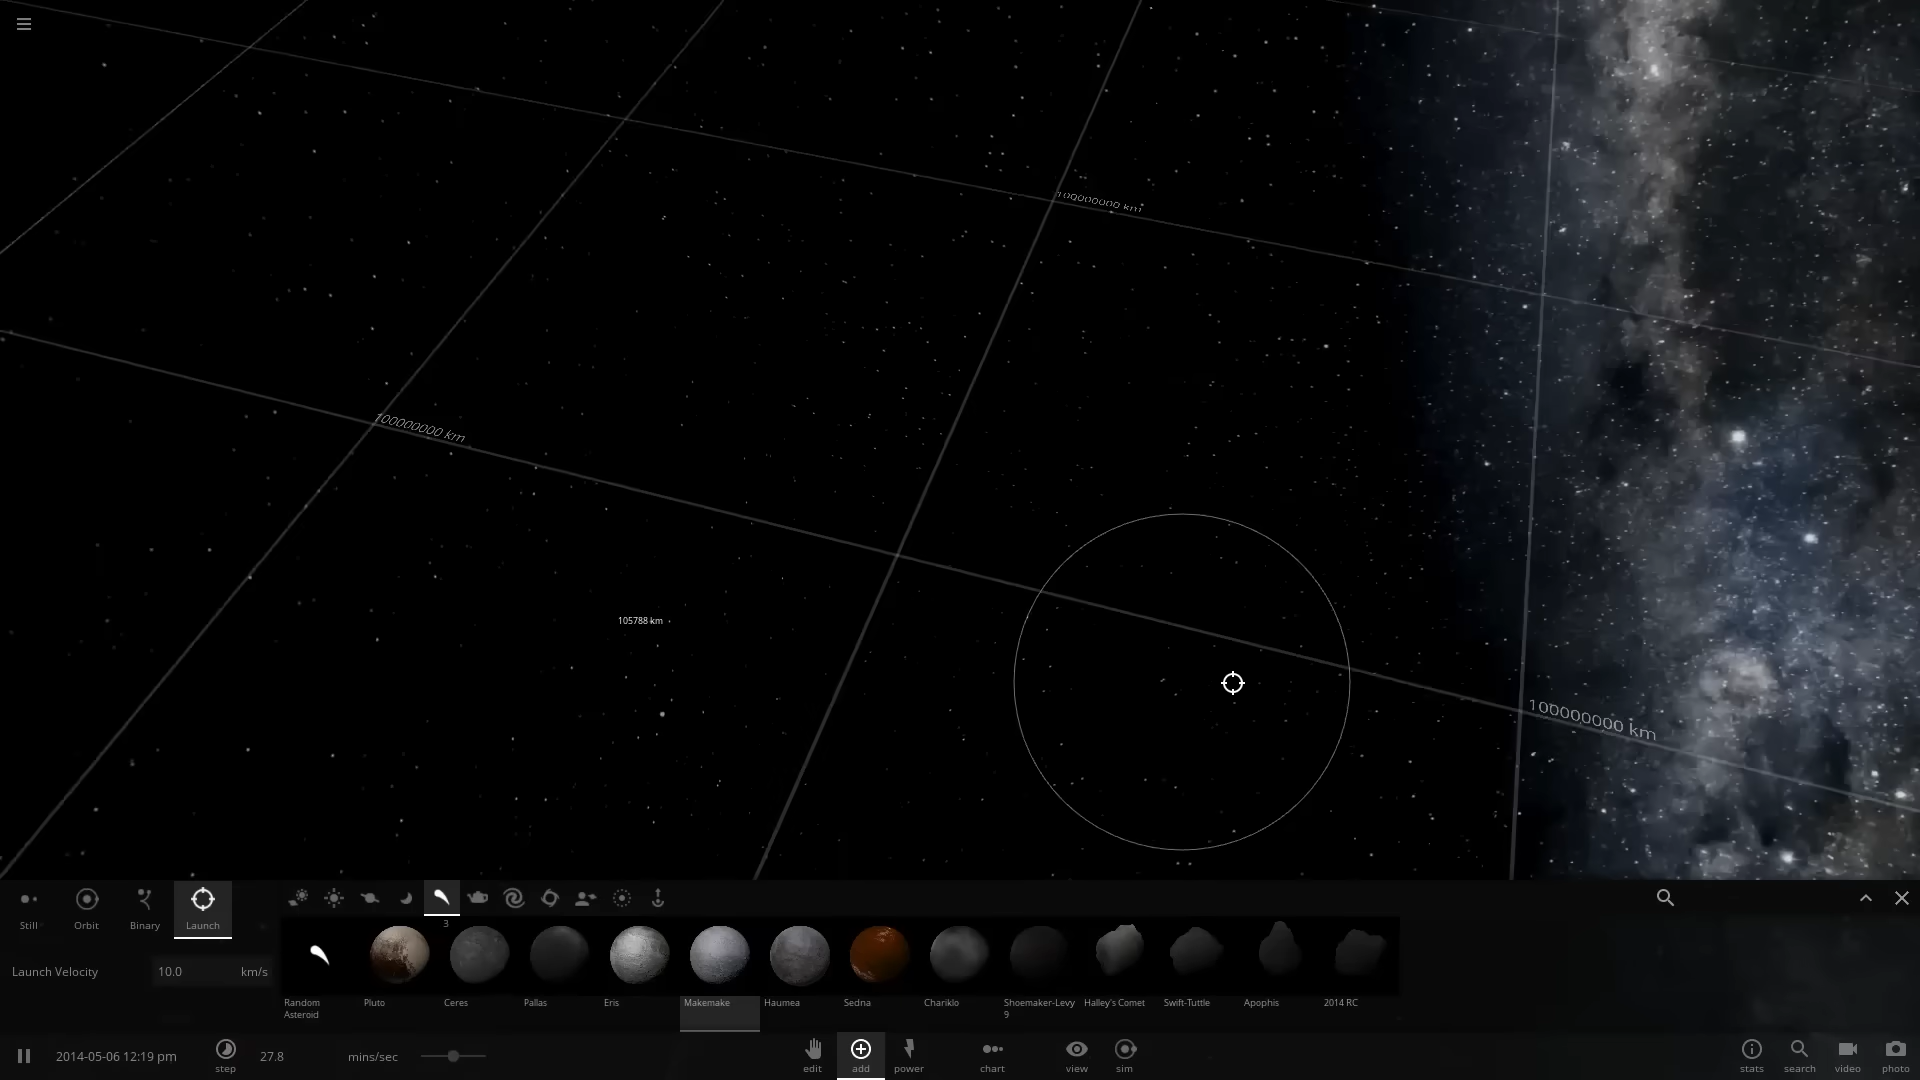 100000000 km
100000000 km
105788 km
100000000 km
Still
Orbit
Binary
Launch
3
Launch Velocity
10.0
km/s
Random
Asteroid
Pluto
Ceres
Pallas
Eris
Makemake
Haumea
Sedna
Chariklo
Shoemaker-Levy
9
Halley's Comet
Swift-Tuttle
Apophis
2014 RC
2014-05-06 12:19 pm
step
27.8
mins/sec
edit
add
power
chart
view
sim
stats
search
video
photo